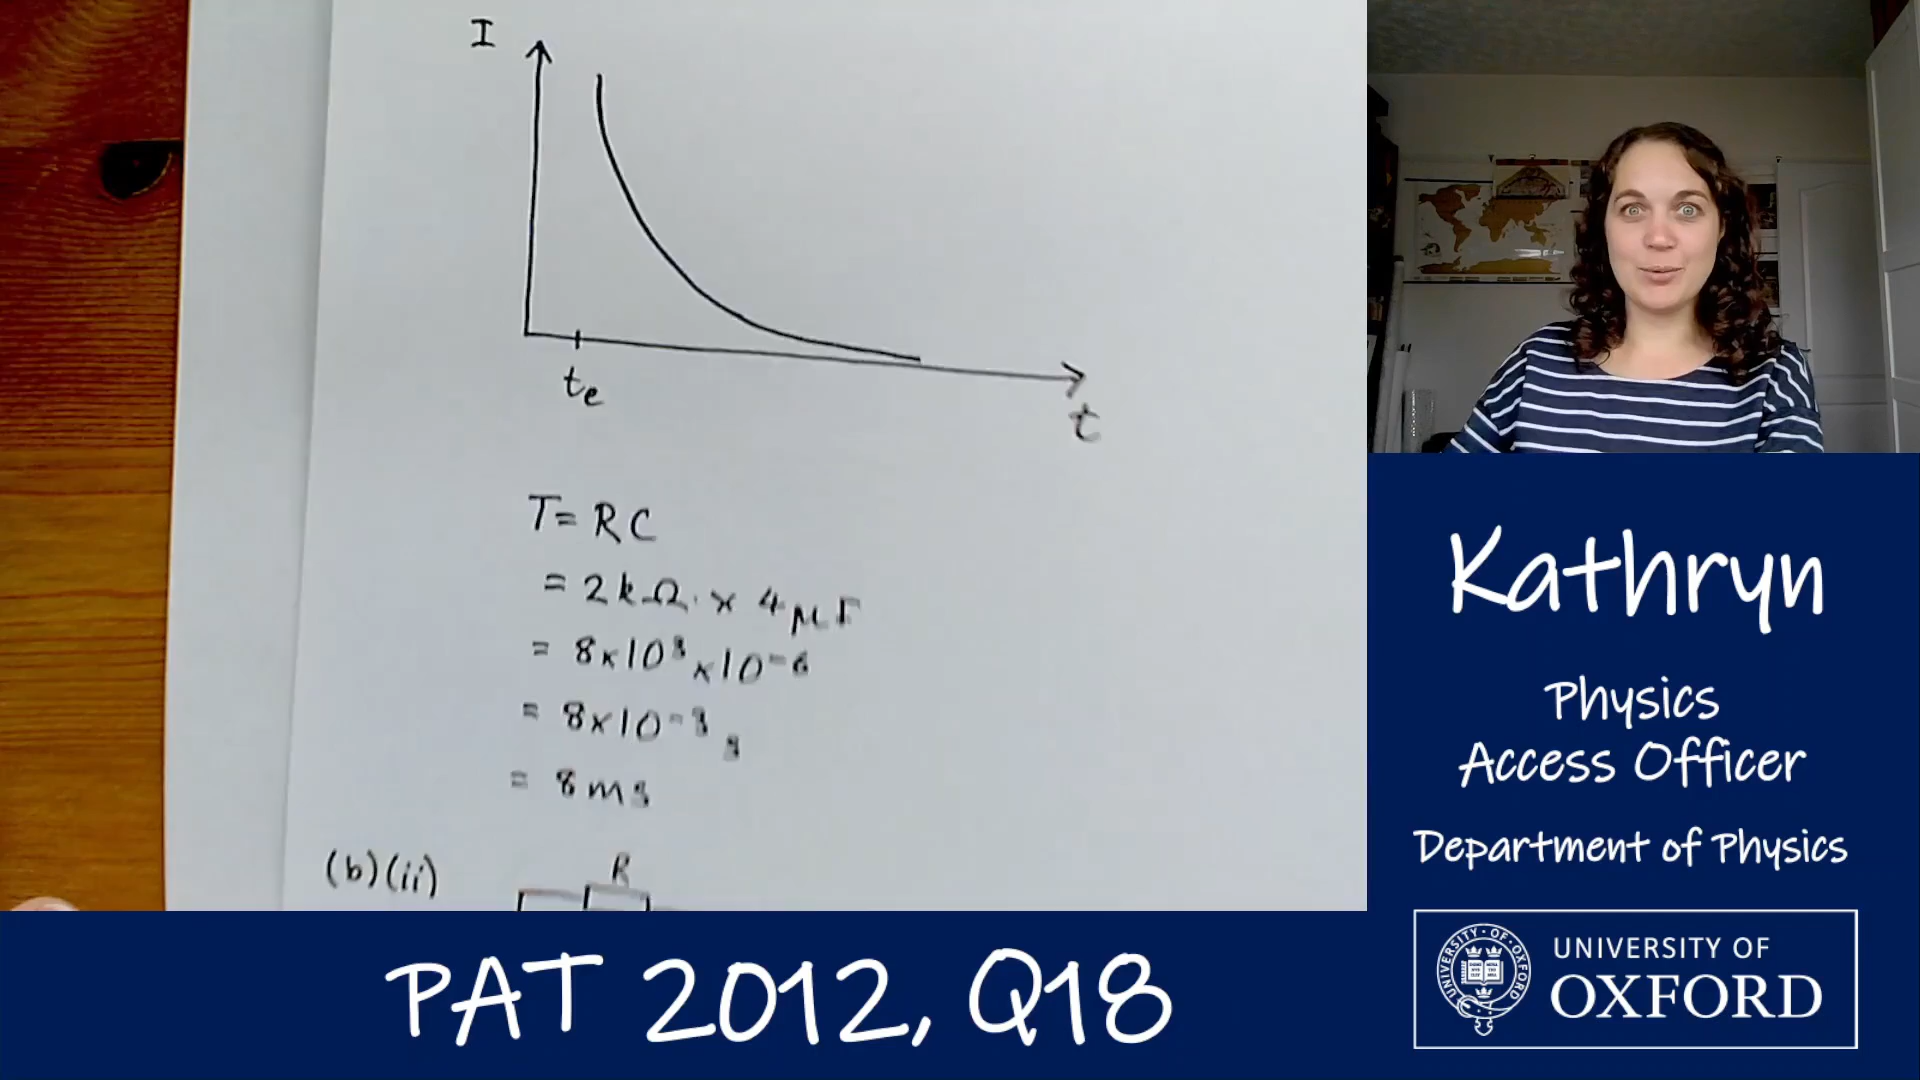 I
te
t
T= RC
= 2kΩ × 4μF
= 8×10³×10⁻⁶
= 8×10⁻³ s
= 8ms
(b)(ii)
R
Kathryn
Physics
Access Officer
Department of Physics
UNIVERSITY OF
OXFORD
PAT 2012, Q18